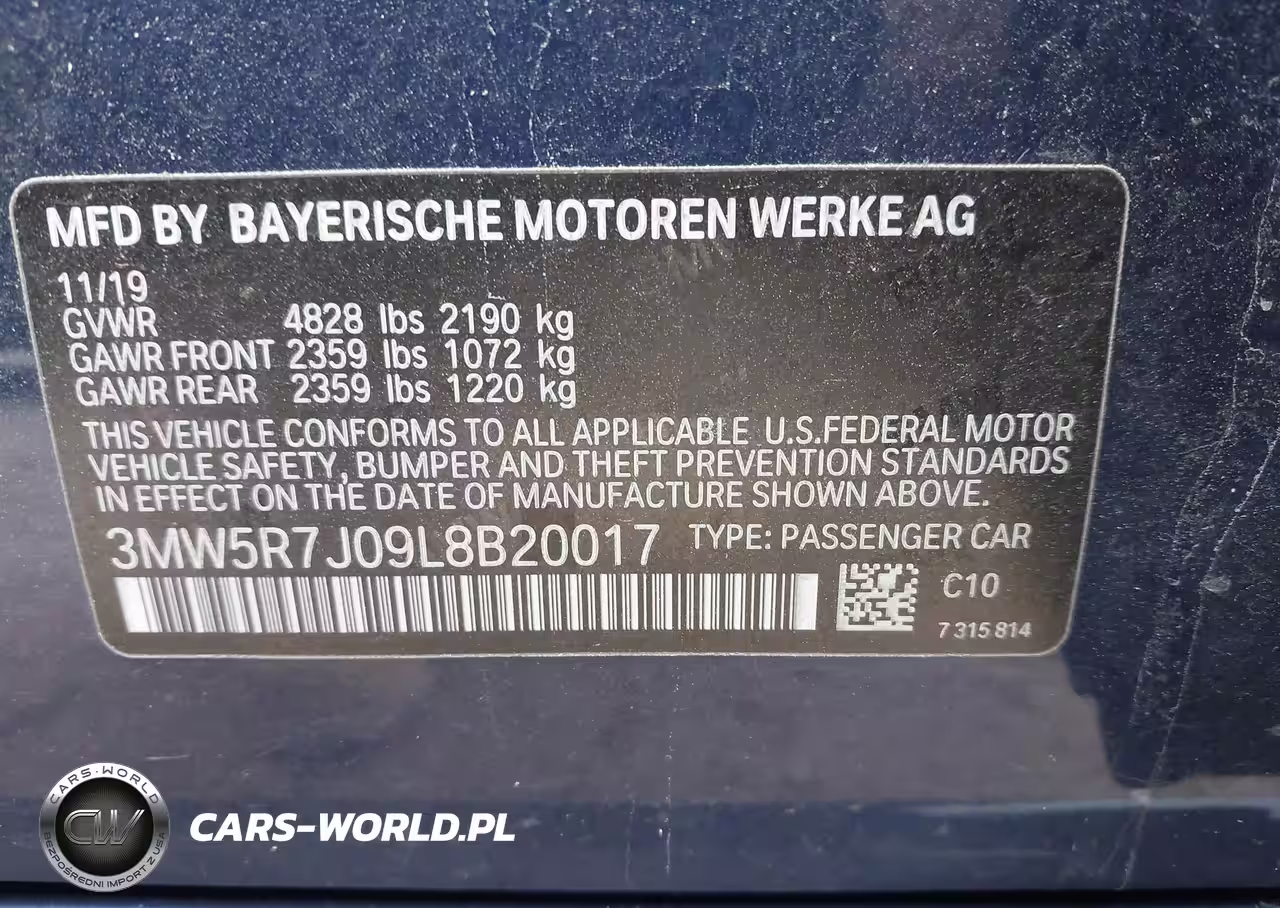 MFD BY BAYERISCHE MOTOREN WERKE AG
11/19
GVWR 4828 lbs 2190 kg
GAWR FRONT 2359 lbs 1072 kg
GAWR REAR 2359 lbs 1220 kg
THIS VEHICLE CONFORMS TO ALL APPLICABLE U.S.FEDERAL MOTOR
VEHICLE SAFETY, BUMPER AND THEFT PREVENTION STANDARDS
IN EFFECT ON THE DATE OF MANUFACTURE SHOWN ABOVE.
3MW5R7J09L8B20017 TYPE: PASSENGER CAR
C10
7 315 814
CARS-WORLD
CW
BEZPOŚREDNI IMPORT Z USA
CARS-WORLD.PL